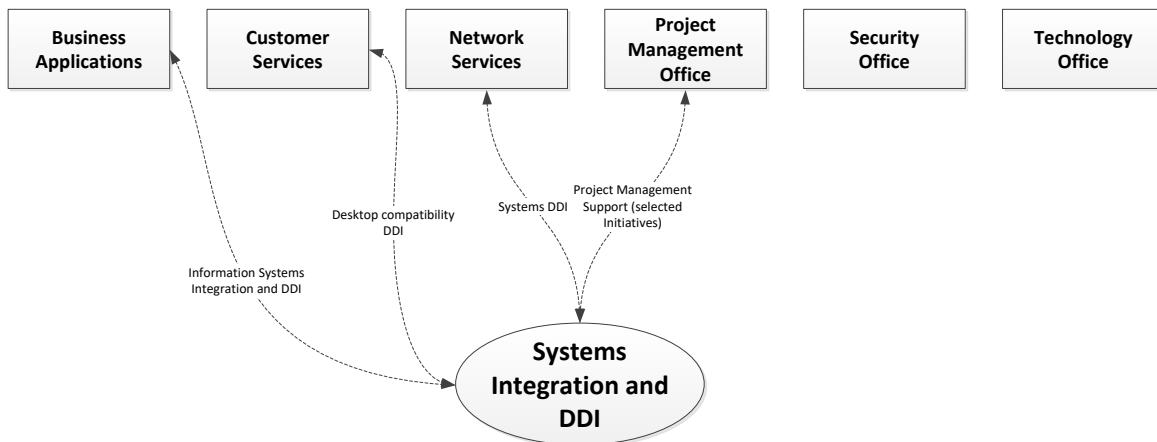 Business
Applications
Customer
Services
Network
Services
Project
Management
Office
Security
Office
Technology
Office
Information Systems
Integration and DDI
Desktop compatibility
DDI
Systems DDI
Project Management
Support (selected
Initiatives)
Systems
Integration and
DDI